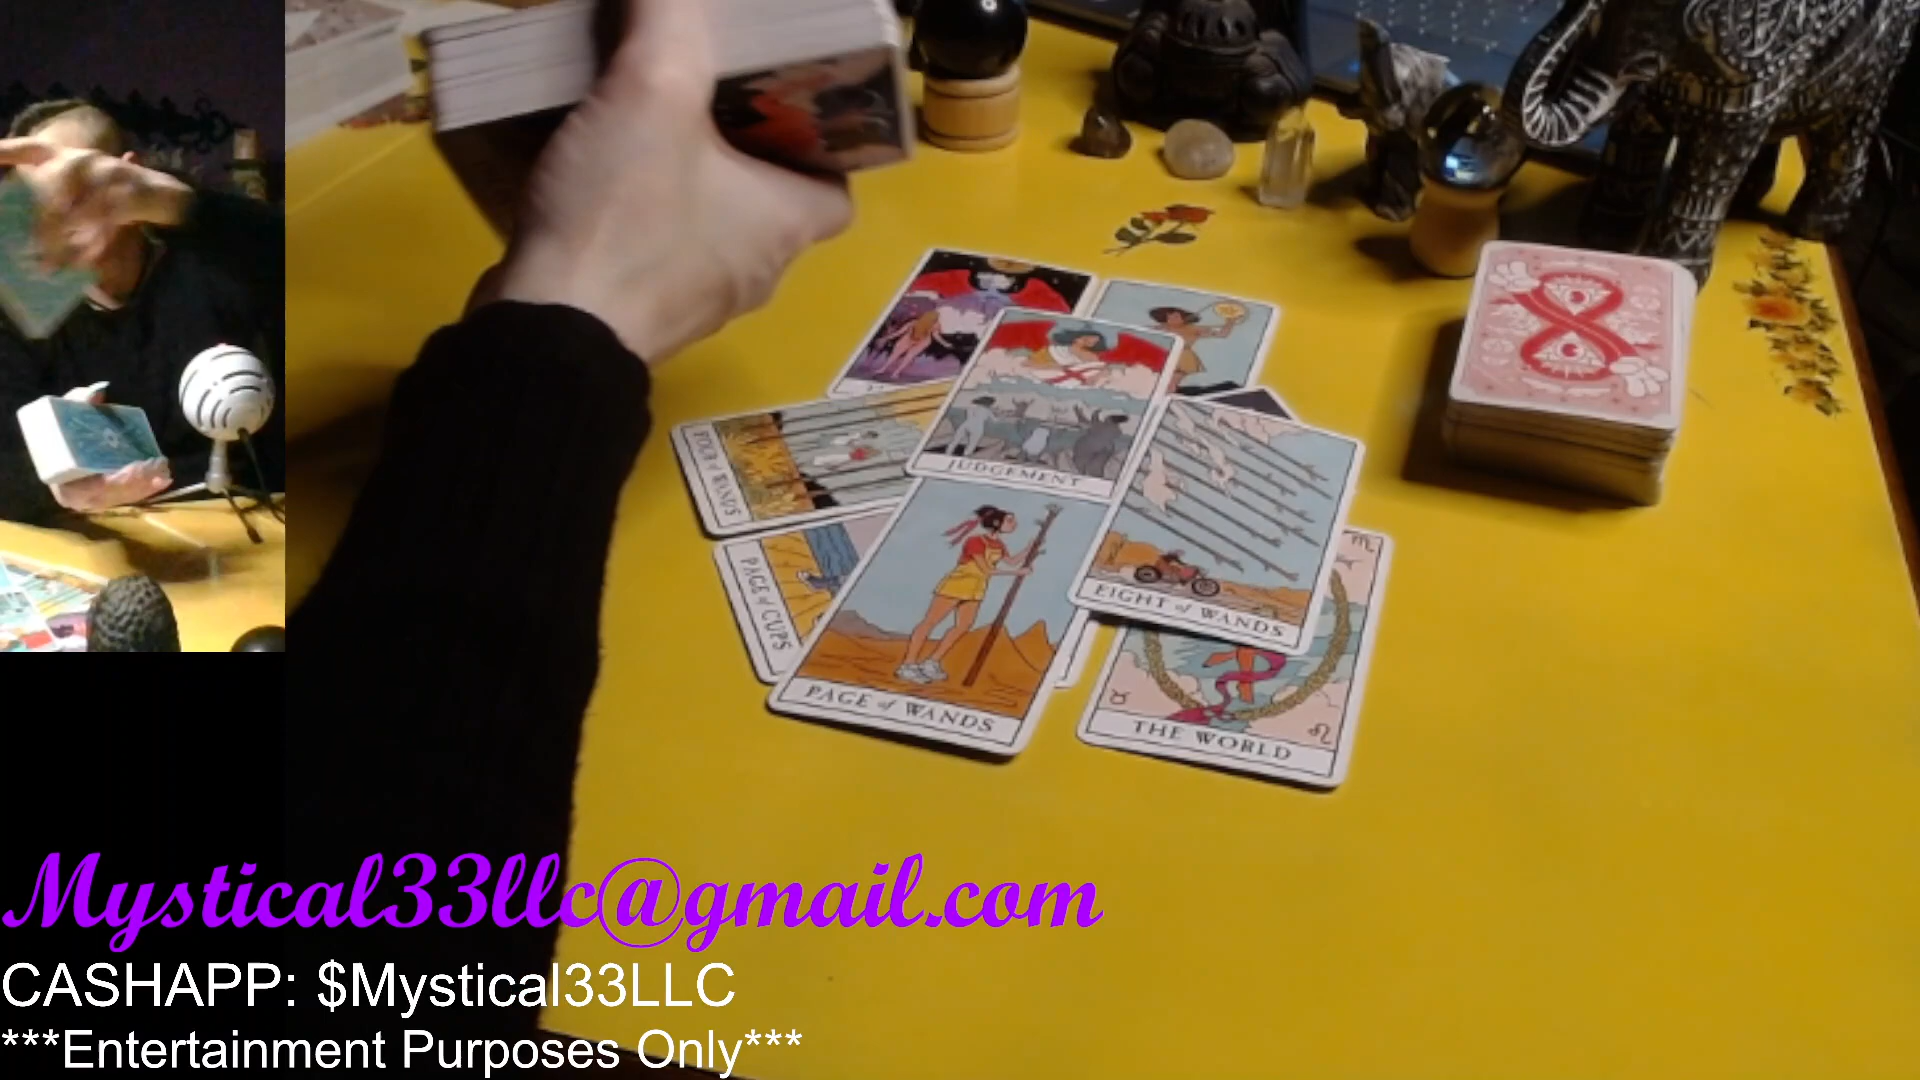 JUDGEMENT
FOUR of WANDS
PAGE of CUPS
EIGHT of WANDS
PAGE of WANDS
THE WORLD
Mystical33llc@gmail.com
CASHAPP: $Mystical33LLC
***Entertainment Purposes Only***